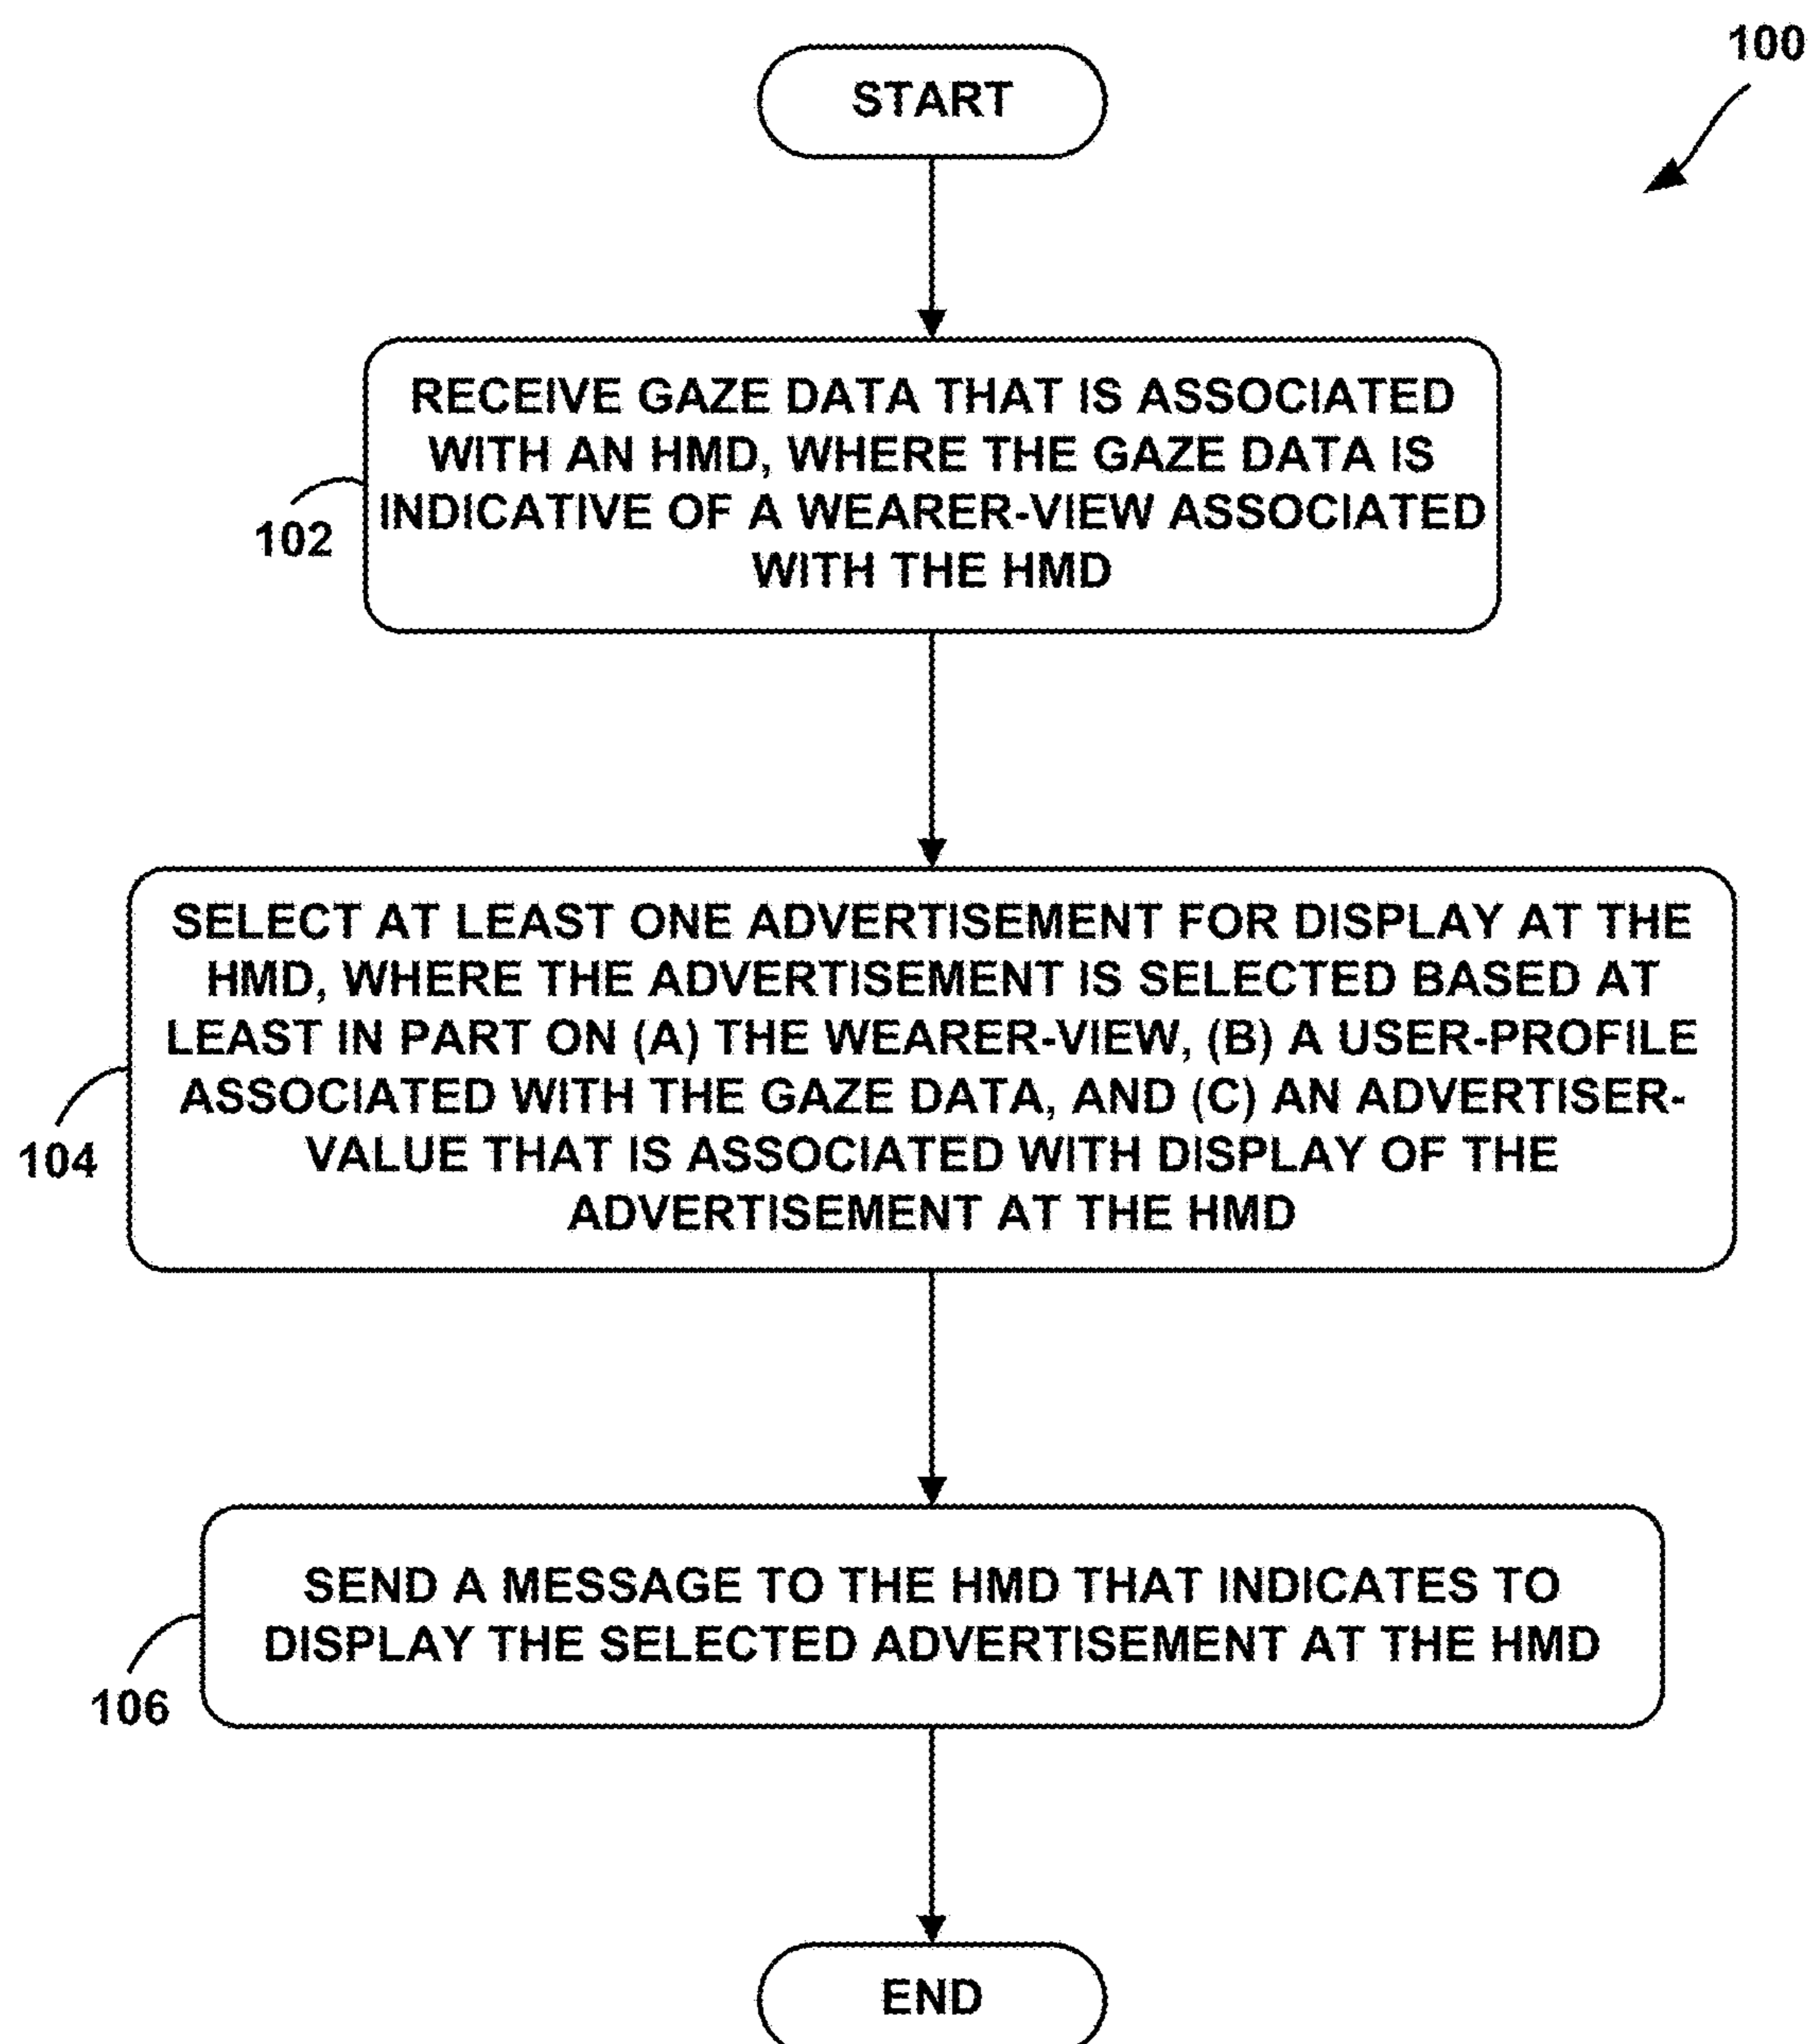 100
START
RECEIVE GAZE DATA THAT IS ASSOCIATED
WITH AN HMD, WHERE THE GAZE DATA IS
INDICATIVE OF A WEARER-VIEW ASSOCIATED
WITH THE HMD
102
SELECT AT LEAST ONE ADVERTISEMENT FOR DISPLAY AT THE
HMD, WHERE THE ADVERTISEMENT IS SELECTED BASED AT
LEAST IN PART ON (A) THE WEARER-VIEW, (B) A USER-PROFILE
ASSOCIATED WITH THE GAZE DATA, AND (C) AN ADVERTISER-
VALUE THAT IS ASSOCIATED WITH DISPLAY OF THE
ADVERTISEMENT AT THE HMD
104
SEND A MESSAGE TO THE HMD THAT INDICATES TO
DISPLAY THE SELECTED ADVERTISEMENT AT THE HMD
106
END